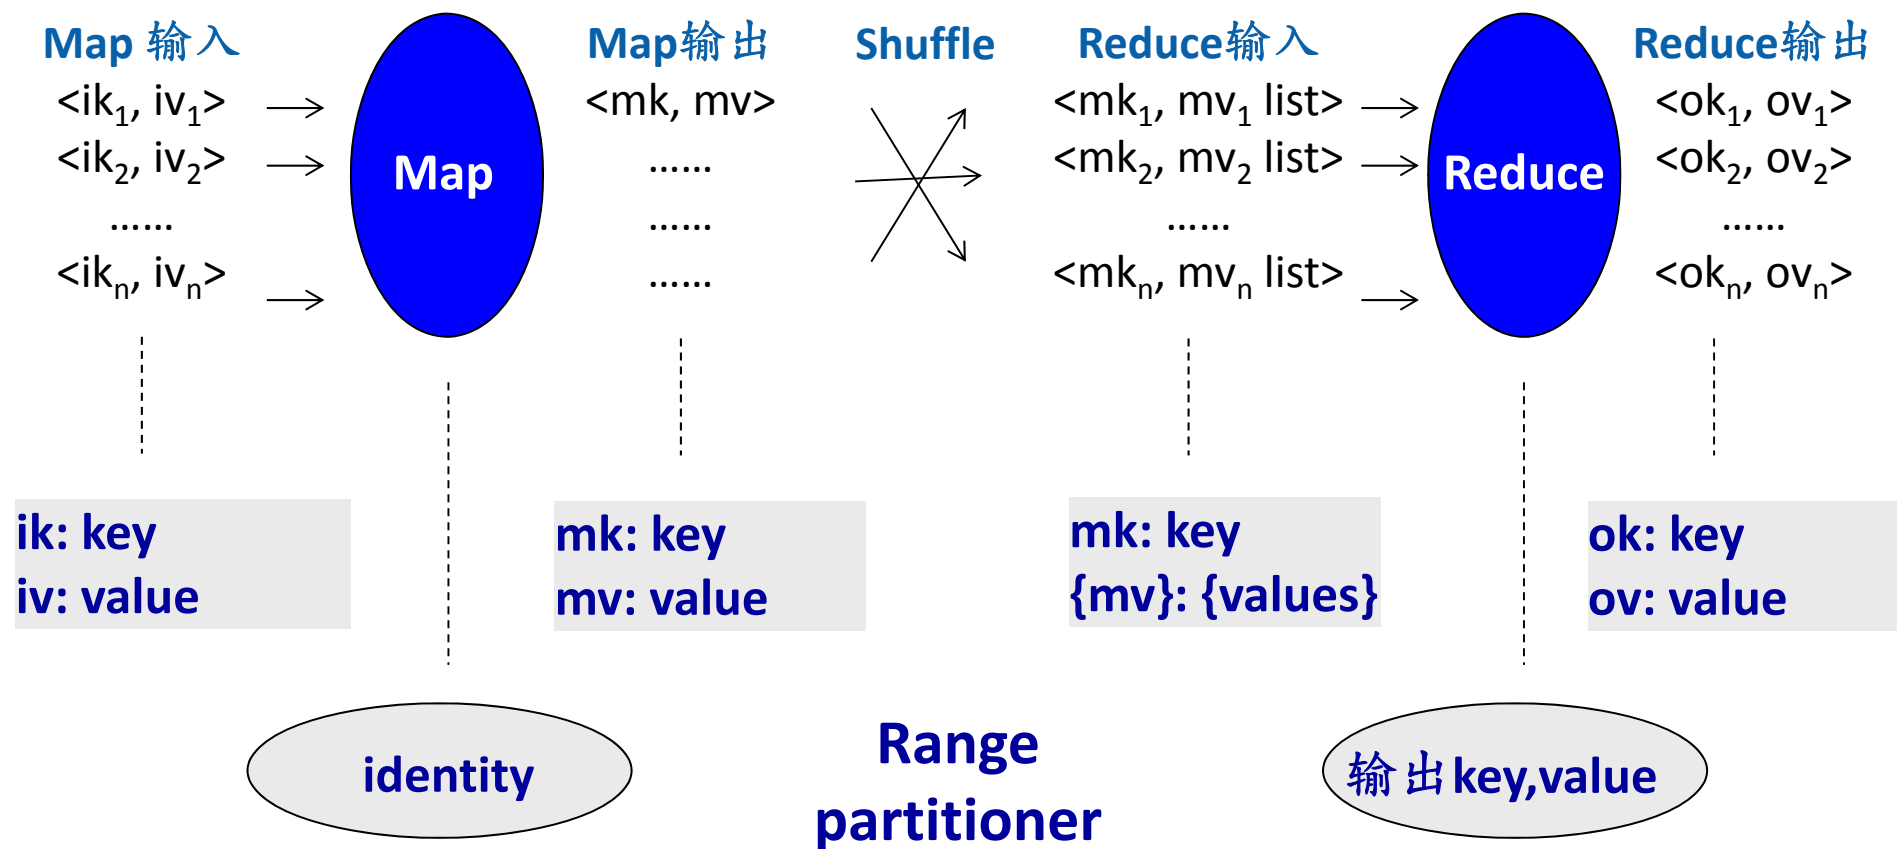 Map 输入
Map输出
Shuffle
Reduce输入
Reduce输出
<ik1, iv1>
<mk, mv>
<mk1, mv1 list>
<ok1, ov1>
<ik2, iv2>
Map
……
<mk2, mv2 list>
Reduce
<ok2, ov2>
……
……
……
……
<ikn, ivn>
……
<mkn, mvn list>
<okn, ovn>
ik: key
iv: value
mk: key
mv: value
mk: key
{mv}: {values}
ok: key
ov: value
identity
Range
partitioner
输出key,value